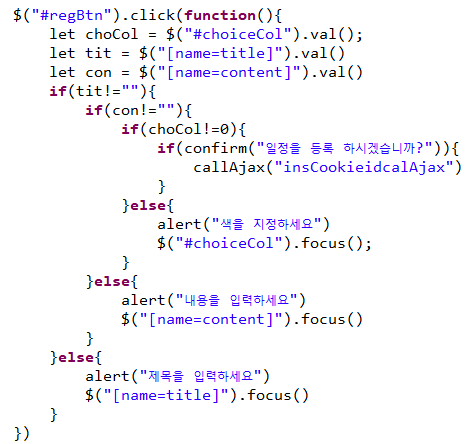 $("#regBtn").click(function(){
    let choCol = $("#choiceCol").val();
    let tit = $("[name=title]").val()
    let con = $("[name=content]").val()
    if(tit!=""){
        if(con!=""){
            if(choCol!=0){
                if(confirm("일정을 등록 하시겠습니까?")){
                    callAjax("insCookieidcalAjax")
                }
            }else{
                alert("색을 지정하세요")
                $("#choiceCol").focus();
            }
        }else{
            alert("내용을 입력하세요")
            $("[name=content]").focus()
        }
    }else{
        alert("제목을 입력하세요")
        $("[name=title]").focus()
    }
})